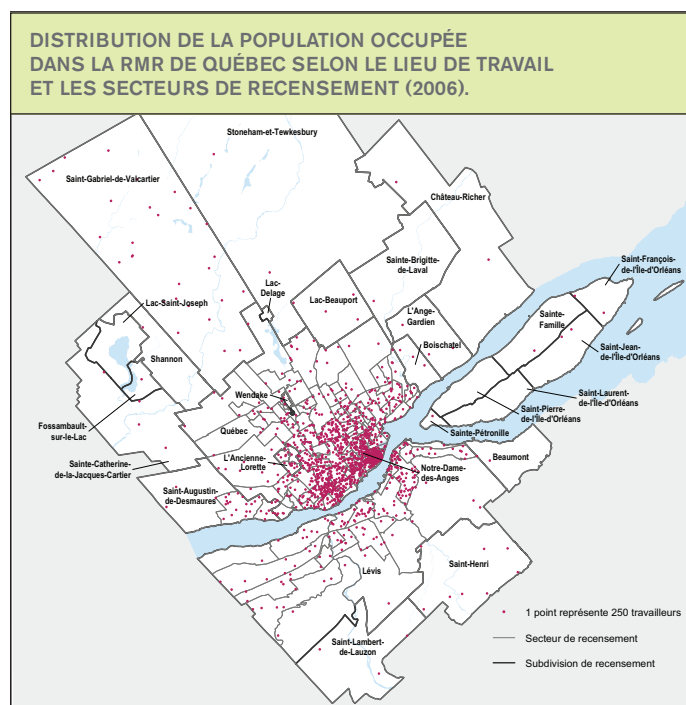 DISTRIBUTION DE LA POPULATION OCCUPÉE
DANS LA RMR DE QUÉBEC SELON LE LIEU DE TRAVAIL
ET LES SECTEURS DE RECENSEMENT (2006).
Stoneham-et-Tewkesbury
Saint-Gabriel-de-Valcartier
Château-Richer
Sainte-Brigitte-
de-Laval
Saint-François-
de-l'Île-d'Orléans
Lac-
Delage
Lac-Saint-Joseph
Lac-Beauport
L'Ange-
Gardien
Sainte-
Famille
Boischatel
Saint-Jean-
de-l'Île-d'Orléans
Shannon
Wendake
Saint-Laurent-
de-l'Île-d'Orléans
Saint-Pierre-
de-l'Île-d'Orléans
Fossambault-
sur-le-Lac
Québec
Sainte-Pétronille
L'Ancienne-
Lorette
Beaumont
Sainte-Catherine-
de-la-Jacques-Cartier
Notre-Dame-
des-Anges
Saint-Augustin-
de-Desmaures
Lévis
Saint-Henri
1 point représente 250 travailleurs
Secteur de recensement
Saint-Lambert-
de-Lauzon
Subdivision de recensement